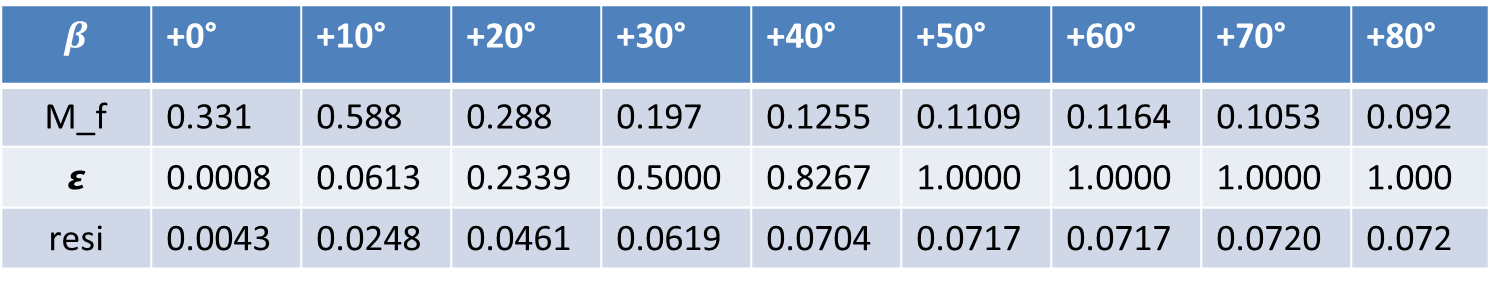 β +0° +10° +20° +30° +40° +50° +60° +70° +80°
M_f 0.331 0.588 0.288 0.197 0.1255 0.1109 0.1164 0.1053 0.092
ε 0.0008 0.0613 0.2339 0.5000 0.8267 1.0000 1.0000 1.0000 1.000
resi 0.0043 0.0248 0.0461 0.0619 0.0704 0.0717 0.0717 0.0720 0.072